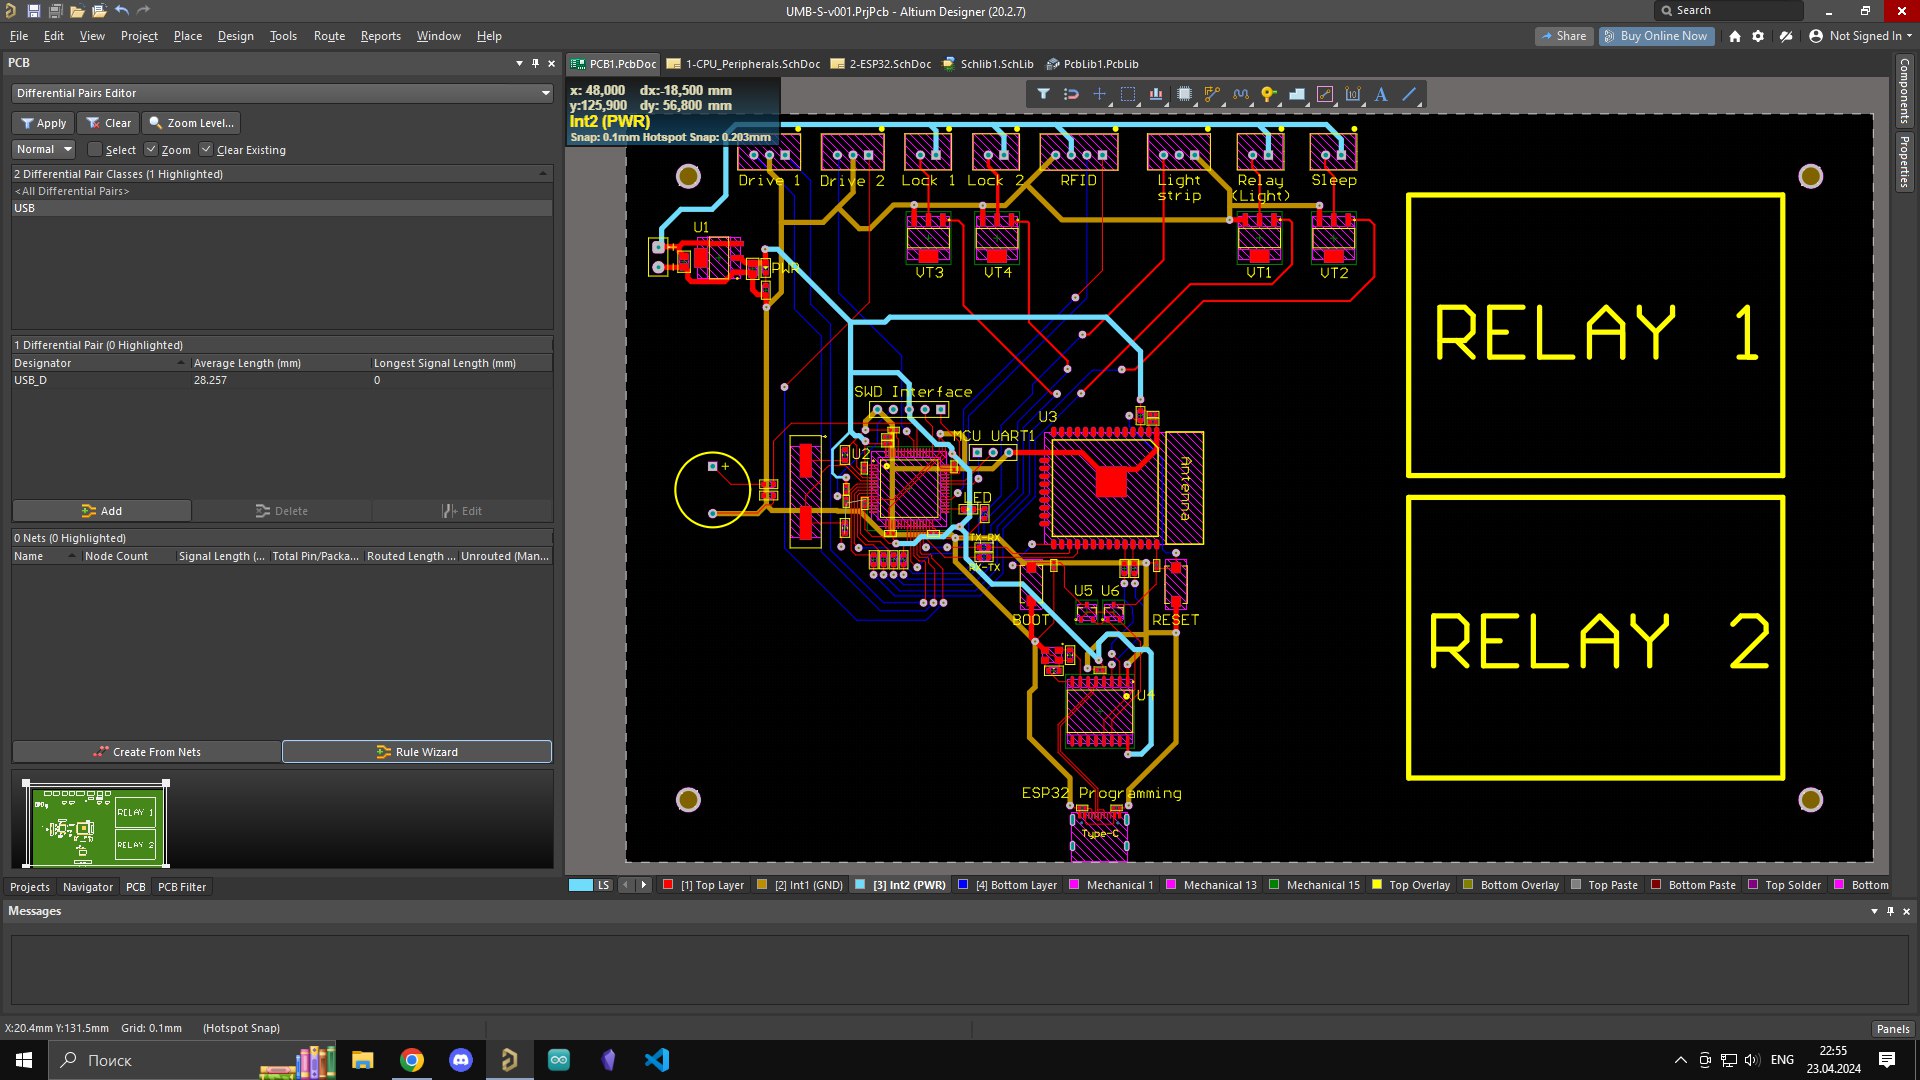 UMB-S-v001.PrjPcb - Altium Designer (20.2.7)
Search
File Edit View Project Place Design Tools Route Reports Window Help
Share Buy Online Now Not Signed In
PCB
PCB1.PcbDoc 1-CPU_Peripherals.SchDoc 2-ESP32.SchDoc Schlib1.SchLib PcbLib1.PcbLib
Components
Properties
Differential Pairs Editor
Apply Clear Zoom Level...
Normal Select Zoom Clear Existing
2 Differential Pair Classes (1 Highlighted)
<All Differential Pairs>
USB
1 Differential Pair (0 Highlighted)
Designator Average Length (mm) Longest Signal Length (mm)
USB_D 28.257 0
Add Delete Edit
0 Nets (0 Highlighted)
Name Node Count Signal Length (... Total Pin/Packa... Routed Length ... Unrouted (Man...
Create From Nets Rule Wizard
RELAY 1
RELAY 2
Projects Navigator PCB PCB Filter
x: 48,000 dx:-18,500 mm
y:125,900 dy: 56,800 mm
Int2 (PWR)
Snap: 0.1mm Hotspot Snap: 0.203mm
Drive 1 Drive 2 Lock 1 Lock 2 RFID Light strip Relay (Light) Sleep
U1
PWR
VT3 VT4 VT1 VT2
RELAY 1
SWD Interface
U3
MCU UART1
U2
+
Antenna
LED
TX-RX
RX-TX
U5 U6
BOOT RESET
RELAY 2
U4
ESP32 Programming
Type-C
LS [1] Top Layer [2] Int1 (GND) [3] Int2 (PWR) [4] Bottom Layer Mechanical 1 Mechanical 13 Mechanical 15 Top Overlay Bottom Overlay Top Paste Bottom Paste Top Solder Bottom
Messages
X:20.4mm Y:131.5mm Grid: 0.1mm (Hotspot Snap)
Panels
Поиск
ENG
22:55
23.04.2024